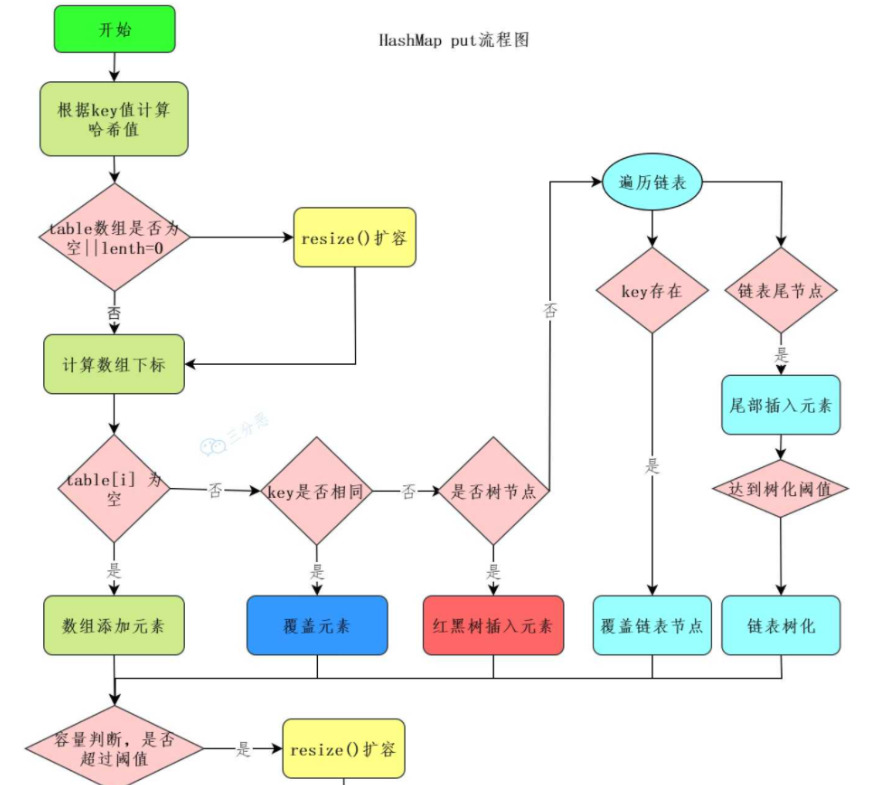 开始
HashMap put流程图
根据key值计算
哈希值
table数组是否为
空||lenth=0
resize()扩容
否
计算数组下标
遍历链表
key存在
链表尾节点
否
是
尾部插入元素
三分恶
table[i] 为
空
否
key是否相同
否
是否树节点
是
达到树化阈值
是
是
是
数组添加元素
覆盖元素
红黑树插入元素
覆盖链表节点
链表树化
容量判断，是否
超过阈值
是
resize()扩容